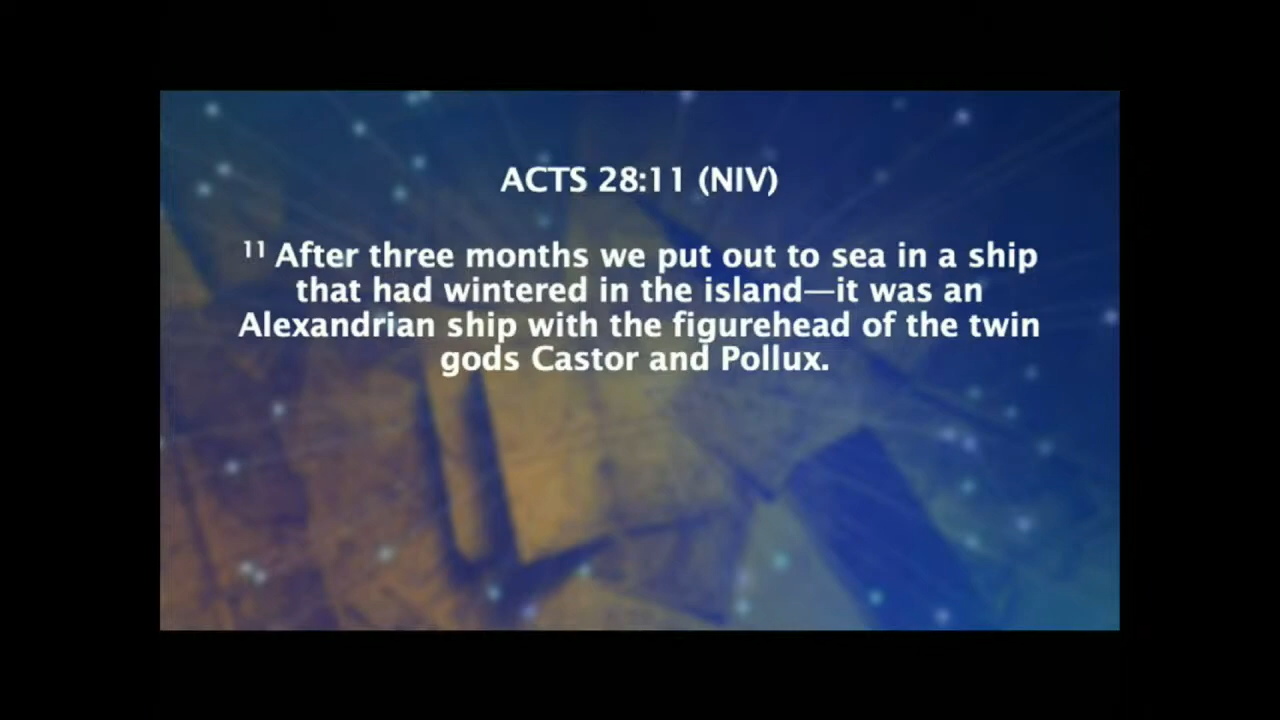 ACTS 28:11 (NIV)
11 After three months we put out to sea in a ship
that had wintered in the island—it was an
Alexandrian ship with the figurehead of the twin
gods Castor and Pollux.